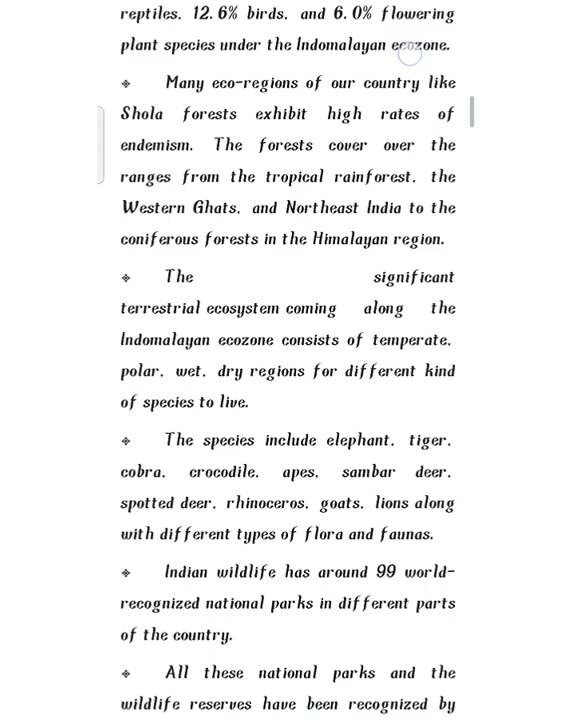 reptiles, 12.6% birds, and 6.0% flowering
plant species under the Indomalayan ecozone.
❖ Many eco-regions of our country like
Shola forests exhibit high rates of
endemism. The forests cover over the
ranges from the tropical rainforest, the
Western Ghats, and Northeast India to the
coniferous forests in the Himalayan region.
❖ The significant
terrestrial ecosystem coming along the
Indomalayan ecozone consists of temperate,
polar, wet, dry regions for different kind
of species to live.
❖ The species include elephant, tiger,
cobra, crocodile, apes, sambar deer,
spotted deer, rhinoceros, goats, lions along
with different types of flora and faunas.
❖ Indian wildlife has around 99 world-
recognized national parks in different parts
of the country.
❖ All these national parks and the
wildlife reserves have been recognized by